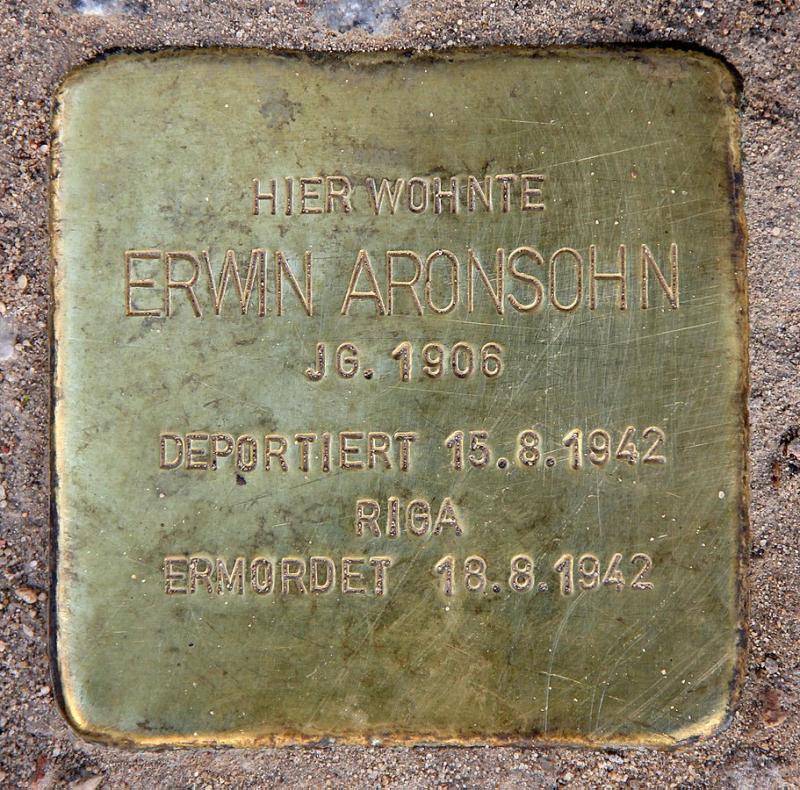 HIER WOHNTE
ERWIN ARONSOHN
JG. 1906
DEPORTIERT 15.8.1942
RIGA
ERMORDET 18.8.1942